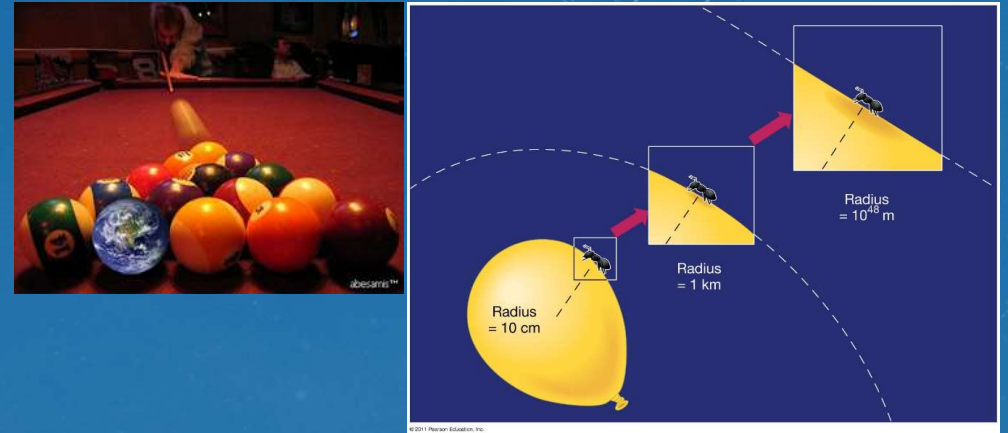 abesamis™
Radius
= 10 cm
Radius
= 1 km
Radius
= 10⁴⁸ m
© 2011 Pearson Education, Inc.